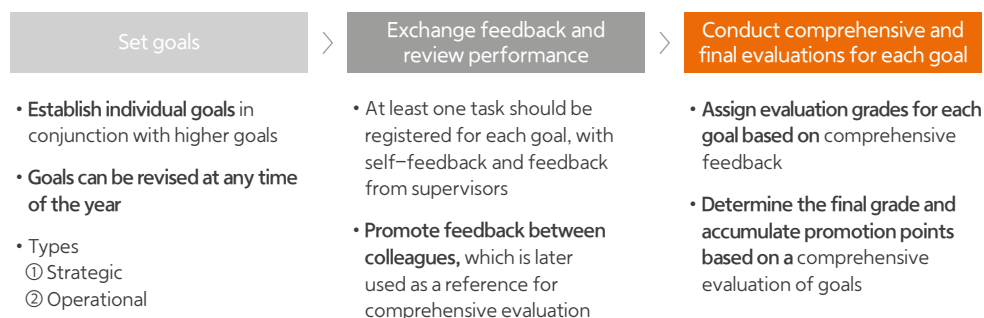 Set goals
• Establish individual goals in
conjunction with higher goals
• Goals can be revised at any time
of the year
• Types
① Strategic
② Operational
Exchange feedback and
review performance
• At least one task should be
registered for each goal, with
self-feedback and feedback
from supervisors
• Promote feedback between
colleagues, which is later
used as a reference for
comprehensive evaluation
Conduct comprehensive and
final evaluations for each goal
• Assign evaluation grades for each
goal based on comprehensive
feedback
• Determine the final grade and
accumulate promotion points
based on a comprehensive
evaluation of goals